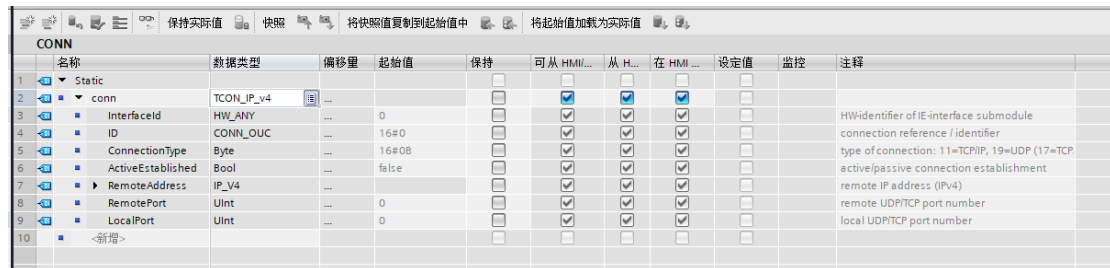 保持实际值 快照 将快照值复制到起始值中 将起始值加载为实际值
CONN
名称 数据类型 偏移量 起始值 保持 可从 HMI/... 从 H... 在 HMI ... 设定值 监控 注释
1 Static
2 conn TCON_IP_v4 ...
3 InterfaceId HW_ANY ... 0 HW-identifier of IE-interface submodule
4 ID CONN_OUC ... 16#0 connection reference / identifier
5 ConnectionType Byte ... 16#0B type of connection: 11=TCP/IP, 19=UDP (17=TCP.
6 ActiveEstablished Bool ... false active/passive connection establishment
7 RemoteAddress IP_V4 ... remote IP address (IPv4)
8 RemotePort UInt ... 0 remote UDP/TCP port number
9 LocalPort UInt ... 0 local UDP/TCP port number
10 <新增>